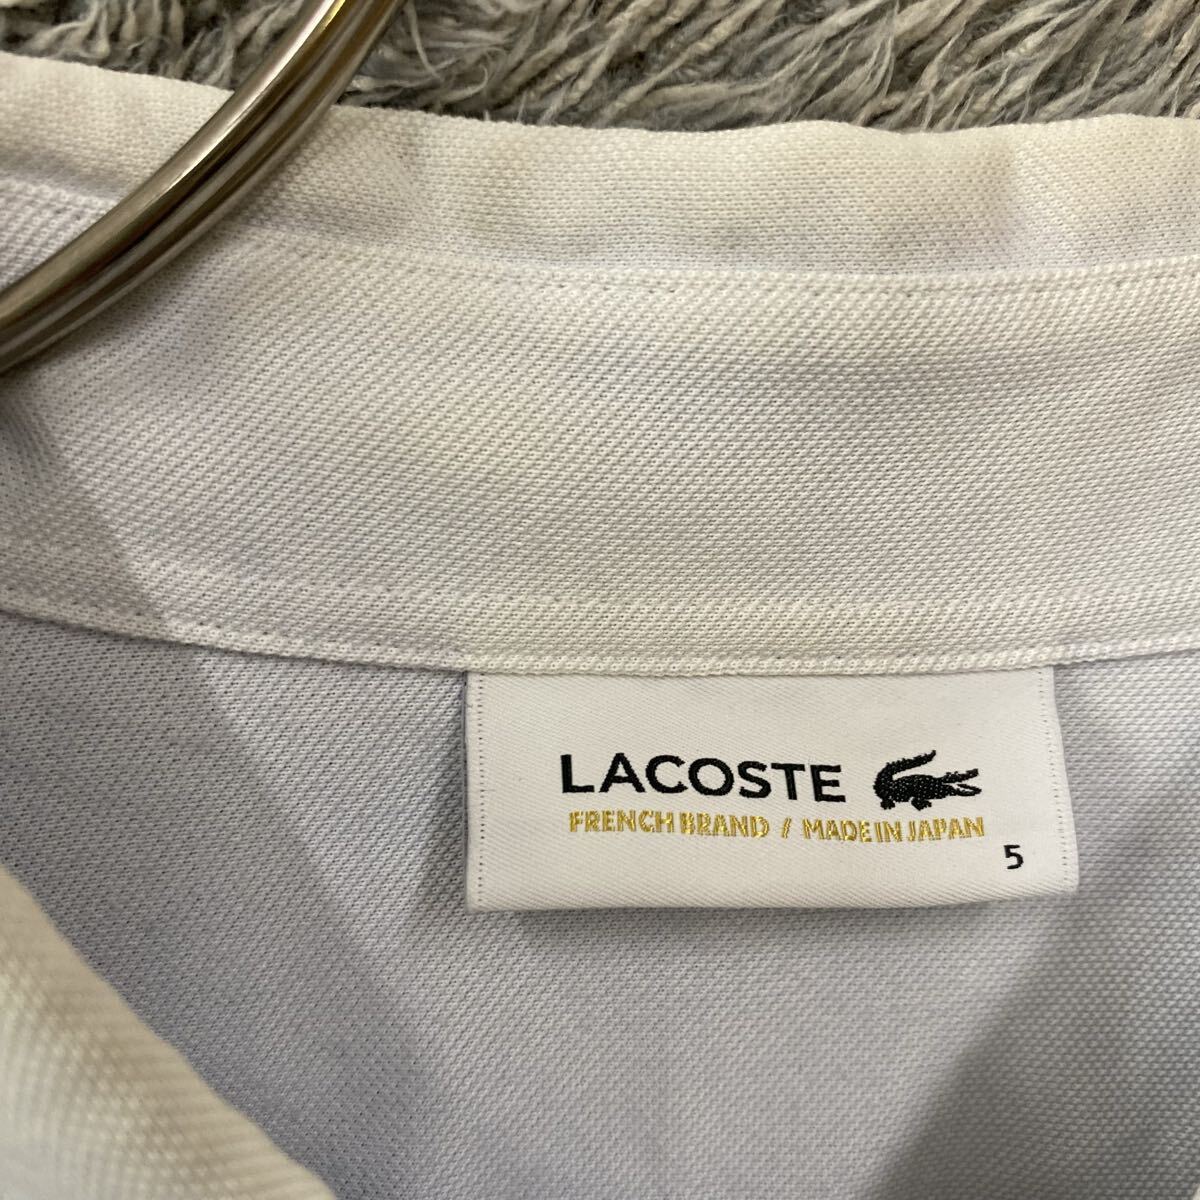 LACOSTE
FRENCH BRAND / MADE IN JAPAN
5